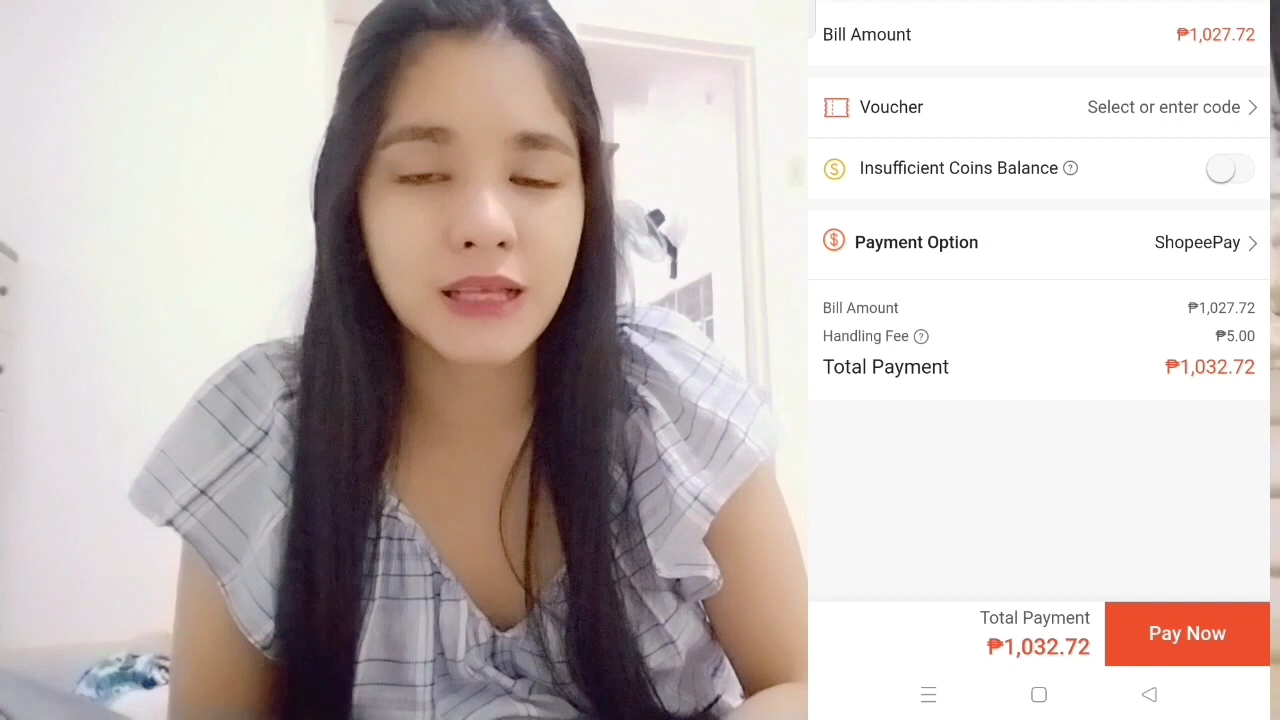 Bill Amount ₱1,027.72
Voucher Select or enter code
Insufficient Coins Balance
Payment Option ShopeePay
Bill Amount ₱1,027.72
Handling Fee ₱5.00
Total Payment ₱1,032.72
Total Payment
₱1,032.72
Pay Now